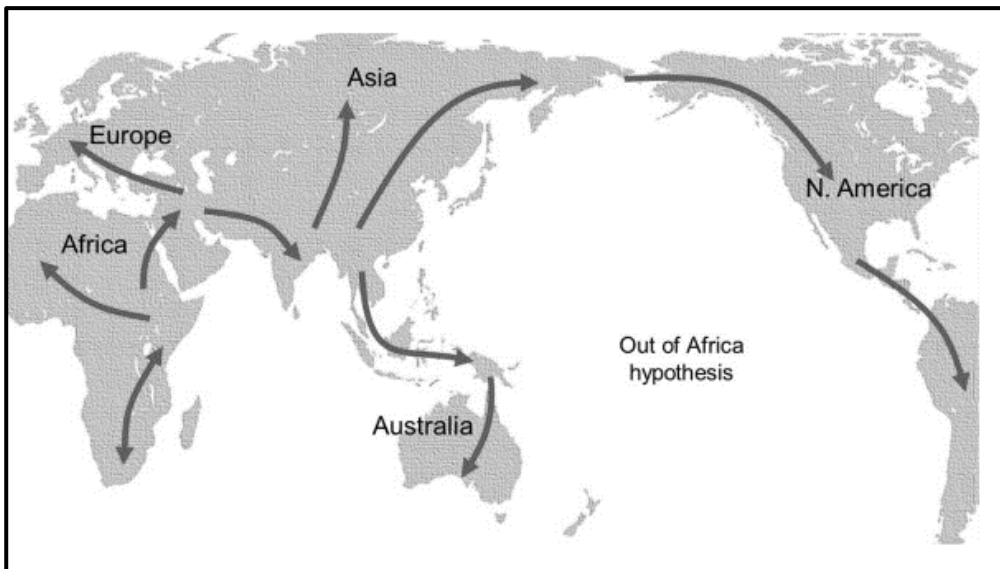 Asia
Europe
N. America
Africa
Out of Africa
hypothesis
Australia